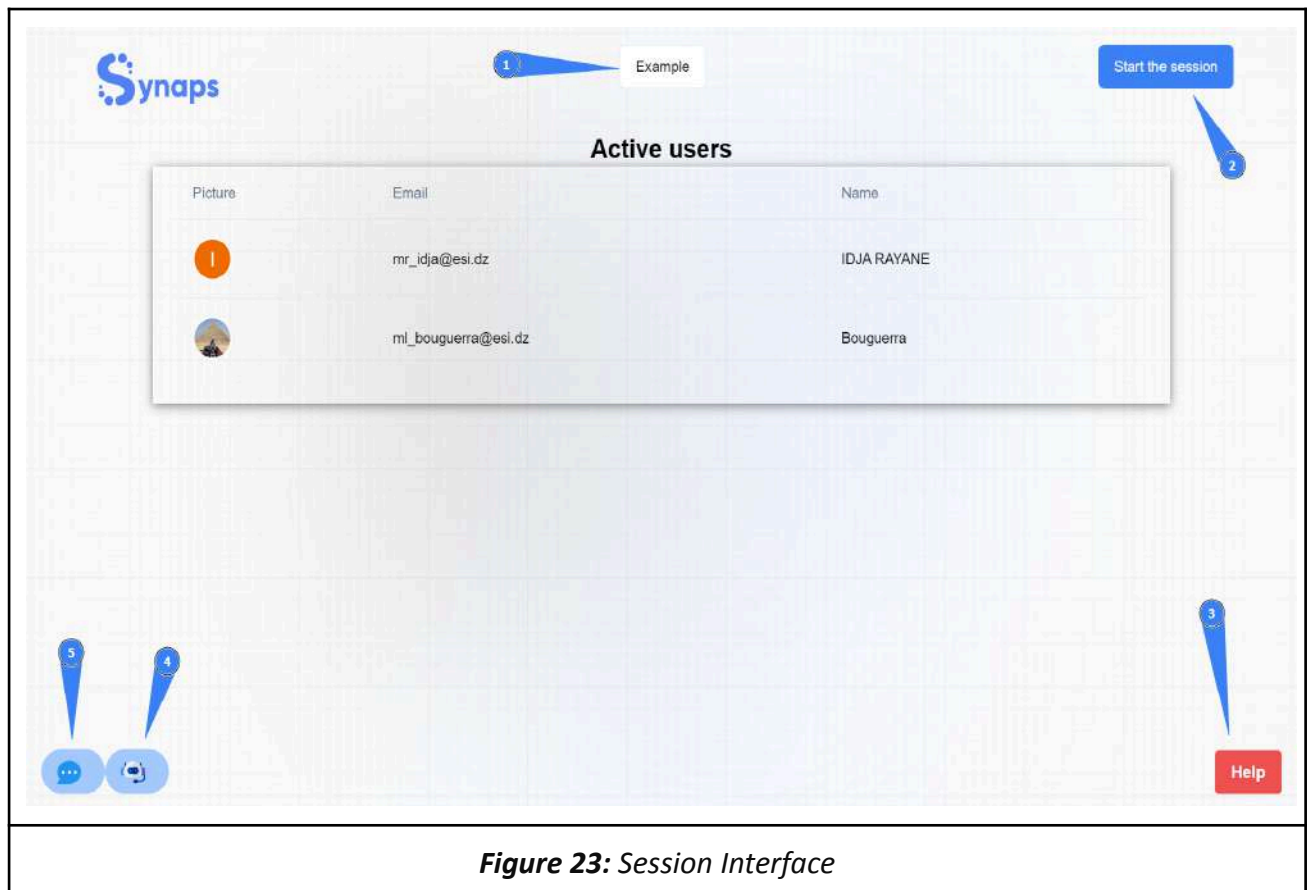 Synaps
1
Example
Start the session
2
Active users
Picture Email Name
I mr_idja@esi.dz IDJA RAYANE
ml_bouguerra@esi.dz Bouguerra
3
5
4
Help
Figure 23: Session Interface